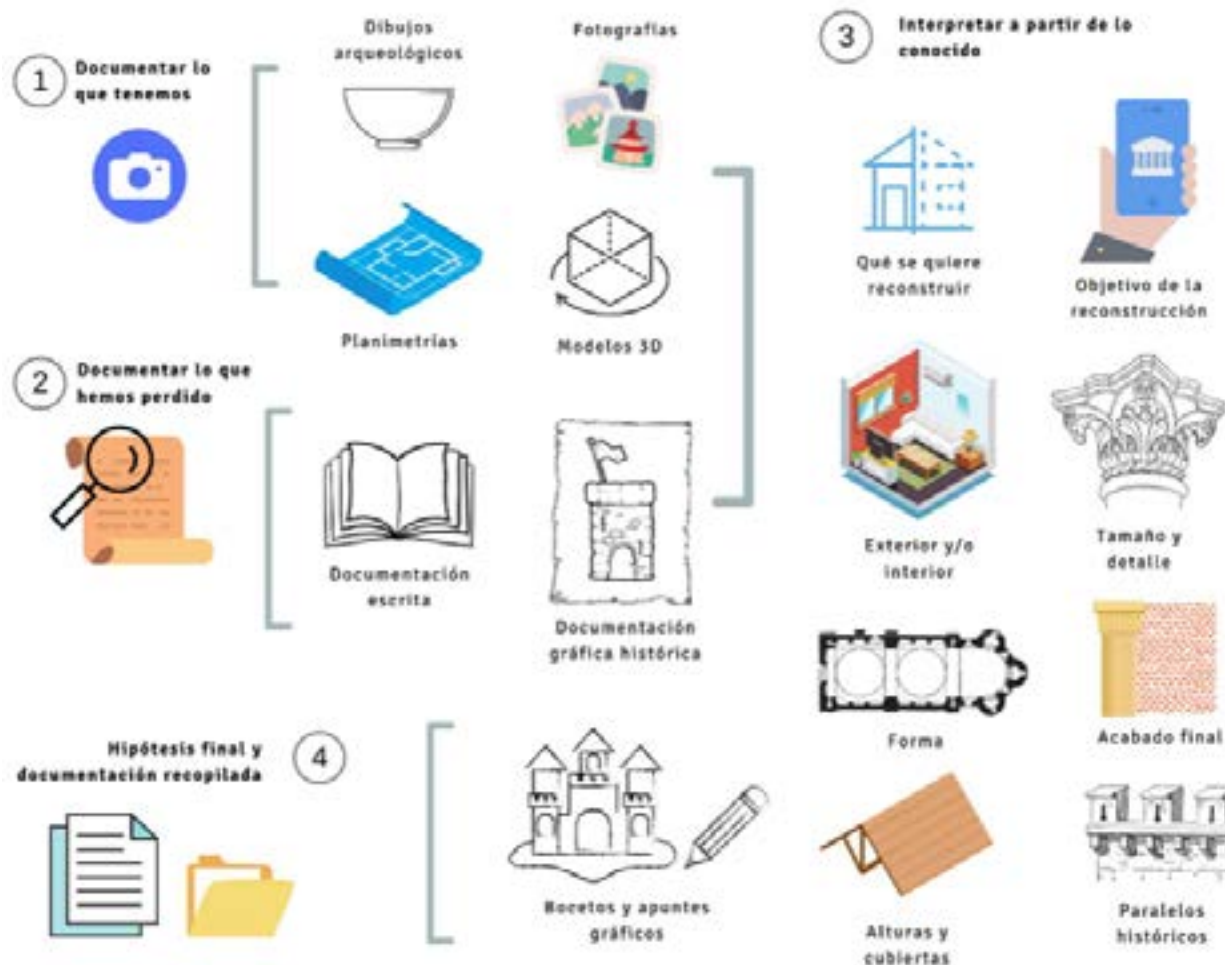 1
Documentar lo
que tenemos
Dibujos
arqueológicos
Fotografías
Planimetrías
Modelos 3D
2
Documentar lo que
hemos perdido
Documentación
escrita
Documentación
gráfica histórica
3
Interpretar a partir de lo
conocido
Qué se quiere
reconstruir
Objetivo de la
reconstrucción
Exterior y/o
interior
Tamaño y
detalle
Forma
Acabado final
Alturas y
cubiertas
Paralelos
históricos
Hipótesis final y
documentación recopilada
4
Bocetos y apuntes
gráficos